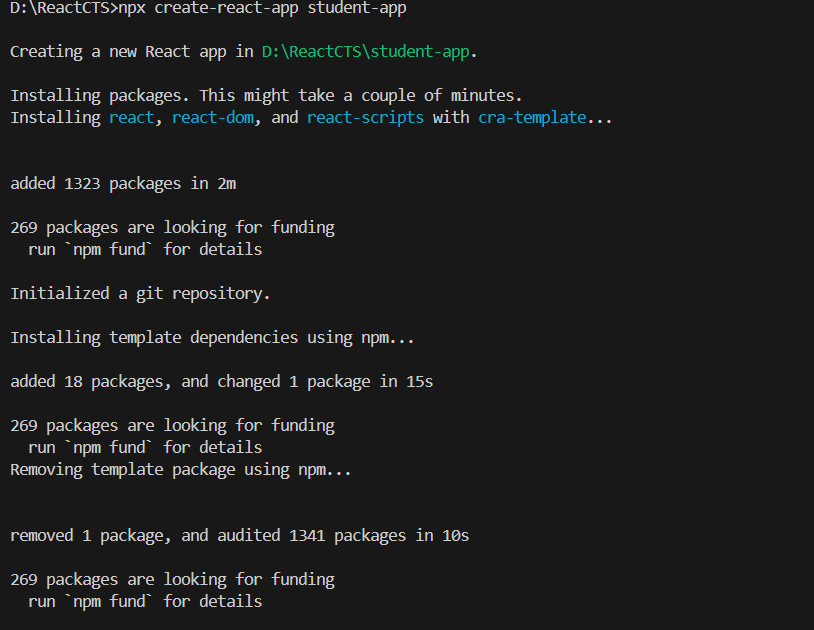 D:\ReactCTS>npx create-react-app student-app
Creating a new React app in D:\ReactCTS\student-app.
Installing packages. This might take a couple of minutes.
Installing react, react-dom, and react-scripts with cra-template...
added 1323 packages in 2m
269 packages are looking for funding
  run `npm fund` for details
Initialized a git repository.
Installing template dependencies using npm...
added 18 packages, and changed 1 package in 15s
269 packages are looking for funding
  run `npm fund` for details
Removing template package using npm...
removed 1 package, and audited 1341 packages in 10s
269 packages are looking for funding
  run `npm fund` for details